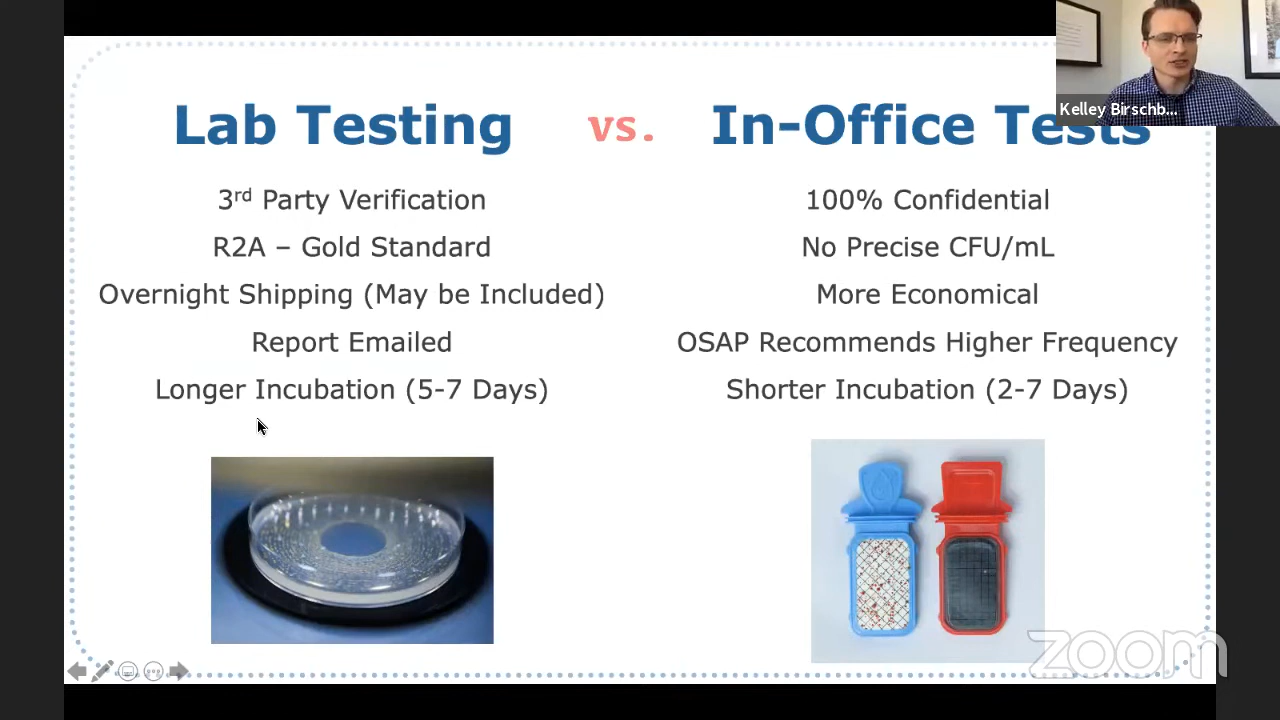 Kelley Birschb...
Lab Testing vs. In-Office Tests
3rd Party Verification
R2A – Gold Standard
Overnight Shipping (May be Included)
Report Emailed
Longer Incubation (5-7 Days)
100% Confidential
No Precise CFU/mL
More Economical
OSAP Recommends Higher Frequency
Shorter Incubation (2-7 Days)
zoom